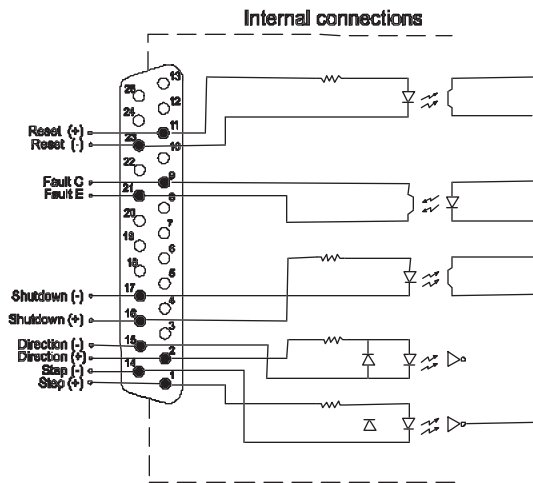 Internal connections
13
25
12
24
11
Reset (+)
23
Reset (-)
10
22
9
Fault C
21
Fault E
8
20
7
19
6
18
5
17
Shutdown (-)
4
16
Shutdown (+)
3
15
Direction (-)
2
Direction (+)
14
Step (-)
1
Step (+)